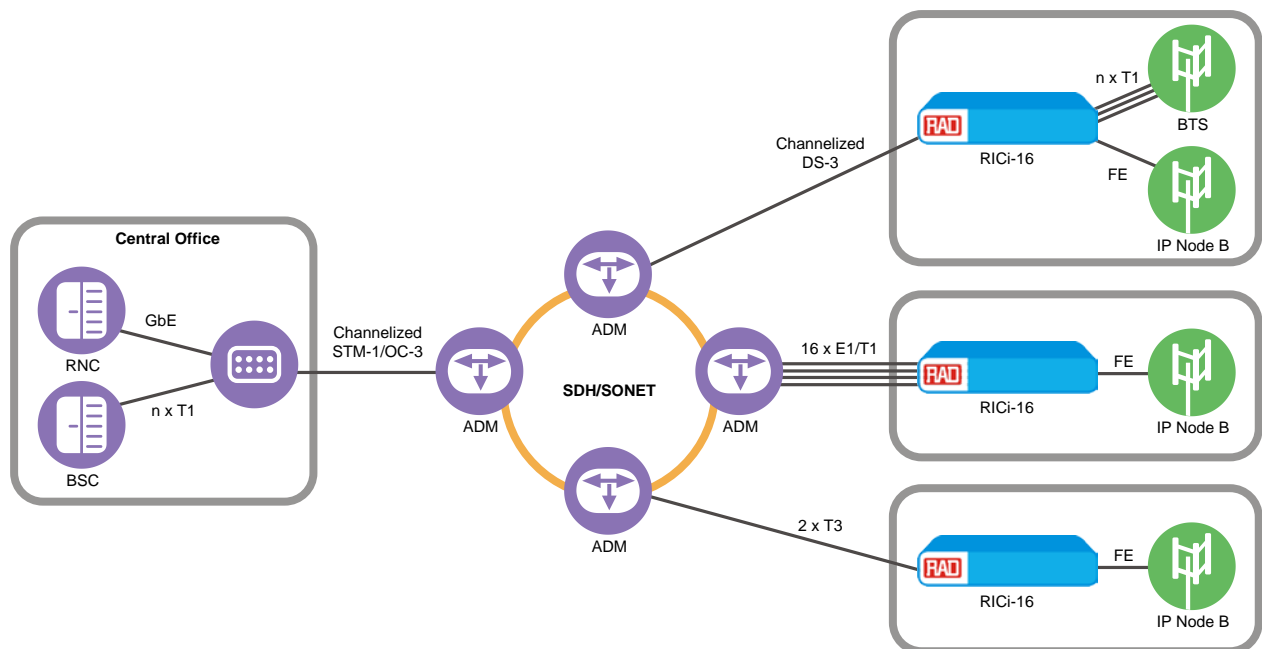 Central Office
RNC
GbE
BSC
n x T1
Channelized
STM-1/OC-3
ADM
ADM
SDH/SONET
ADM
ADM
Channelized
DS-3
RAD
RICi-16
n x T1
BTS
FE
IP Node B
16 x E1/T1
RAD
RICi-16
FE
IP Node B
2 x T3
RAD
RICi-16
FE
IP Node B